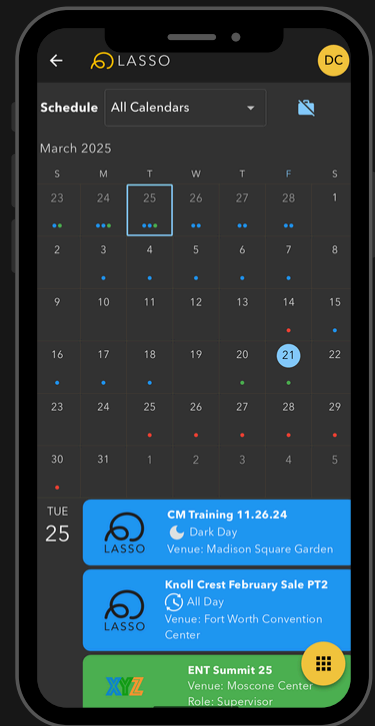 LASSO
DC
Schedule
All Calendars
March 2025
S M T W T F S
23 24 25 26 27 28 1
2 3 4 5 6 7 8
9 10 11 12 13 14 15
16 17 18 19 20 21 22
23 24 25 26 27 28 29
30 31 1 2 3 4 5
TUE
25
CM Training 11.26.24
Dark Day
Venue: Madison Square Garden
LASSO
Knoll Crest February Sale PT2
All Day
Venue: Fort Worth Convention
Center
LASSO
ENT Summit 25
Venue: Moscone Center
Role: Supervisor
XYZ